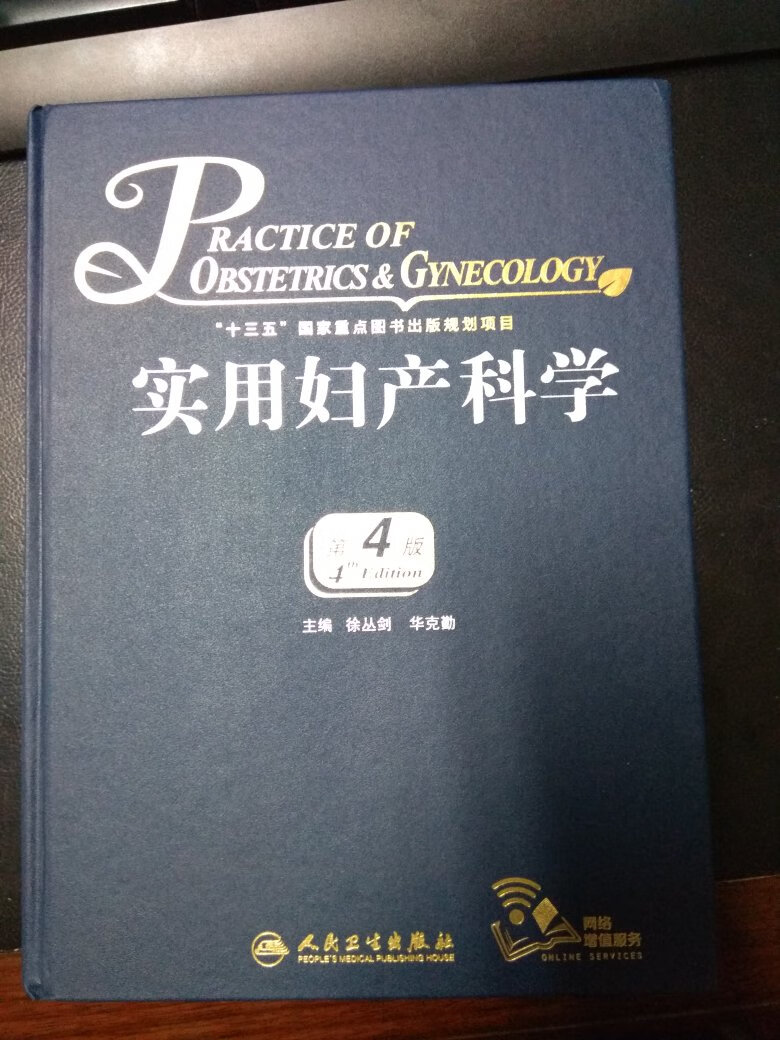 PRACTICE OF
OBSTETRICS & GYNECOLOGY
“十三五”国家重点图书出版规划项目
实用妇产科学
第4版
4th Edition
主编 徐丛剑 华克勤
人民卫生出版社
PEOPLE'S MEDICAL PUBLISHING HOUSE
网络
增值服务
ONLINE SERVICES